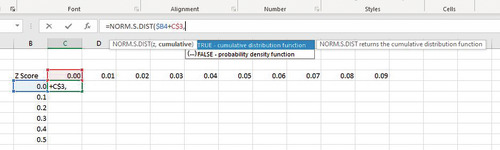 Alignment Number Styles Cells
=NORM.S.DIST($B4+C$3,
NORM.S.DIST(z, cumulative) TRUE - cumulative distribution function NORM.S.DIST returns the cumulative distribution function
(...) FALSE - probability density function
B C D E F G H I J K L M N O
Z Score 0.00 0.01 0.02 0.03 0.04 0.05 0.06 0.07 0.08 0.09
0.0 +C$3,
0.1
0.2
0.3
0.4
0.5